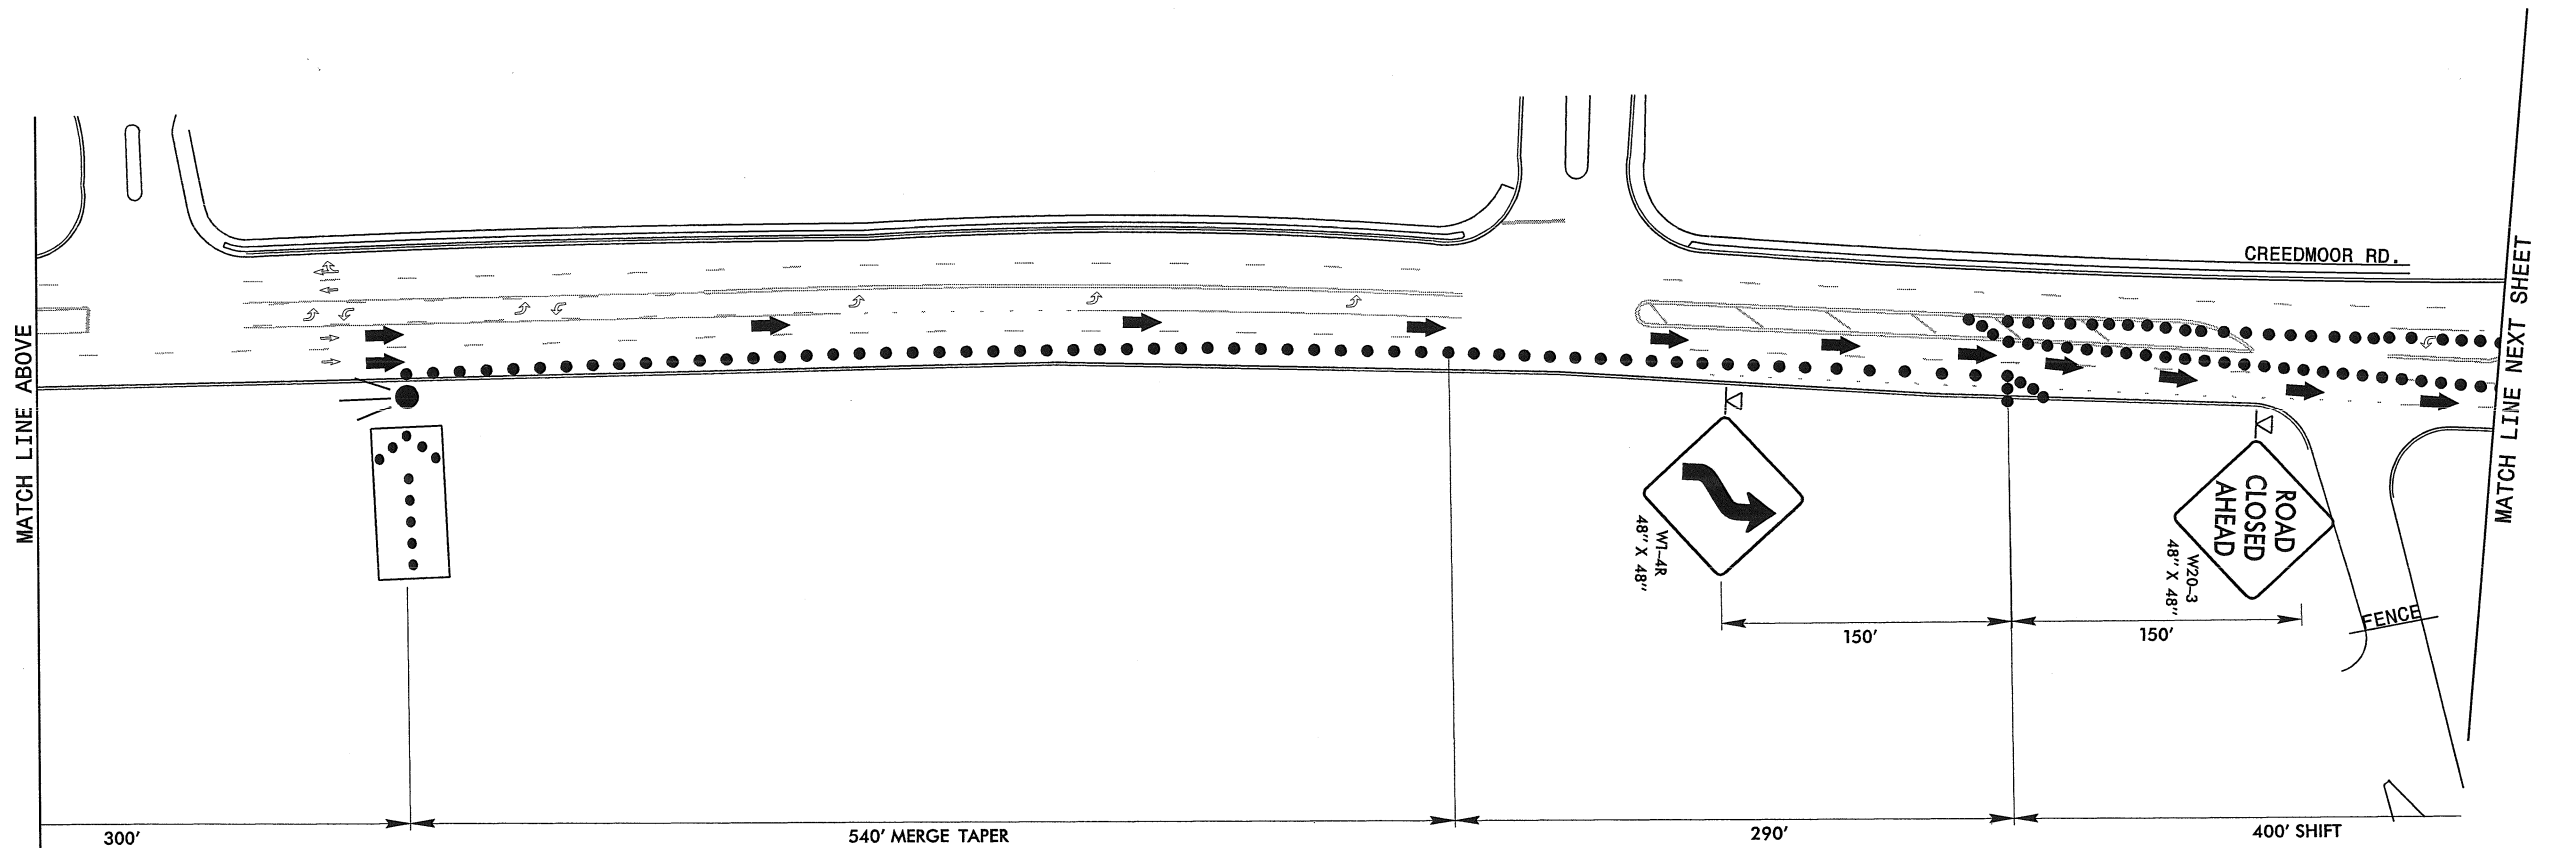 CREEDMOOR RD.
MATCH LINE ABOVE
MATCH LINE NEXT SHEET
W1-4R
48" X 48"
ROAD
CLOSED
AHEAD
W20-3
48" X 48"
FENCE
150'
150'
300'
540' MERGE TAPER
290'
400' SHIFT